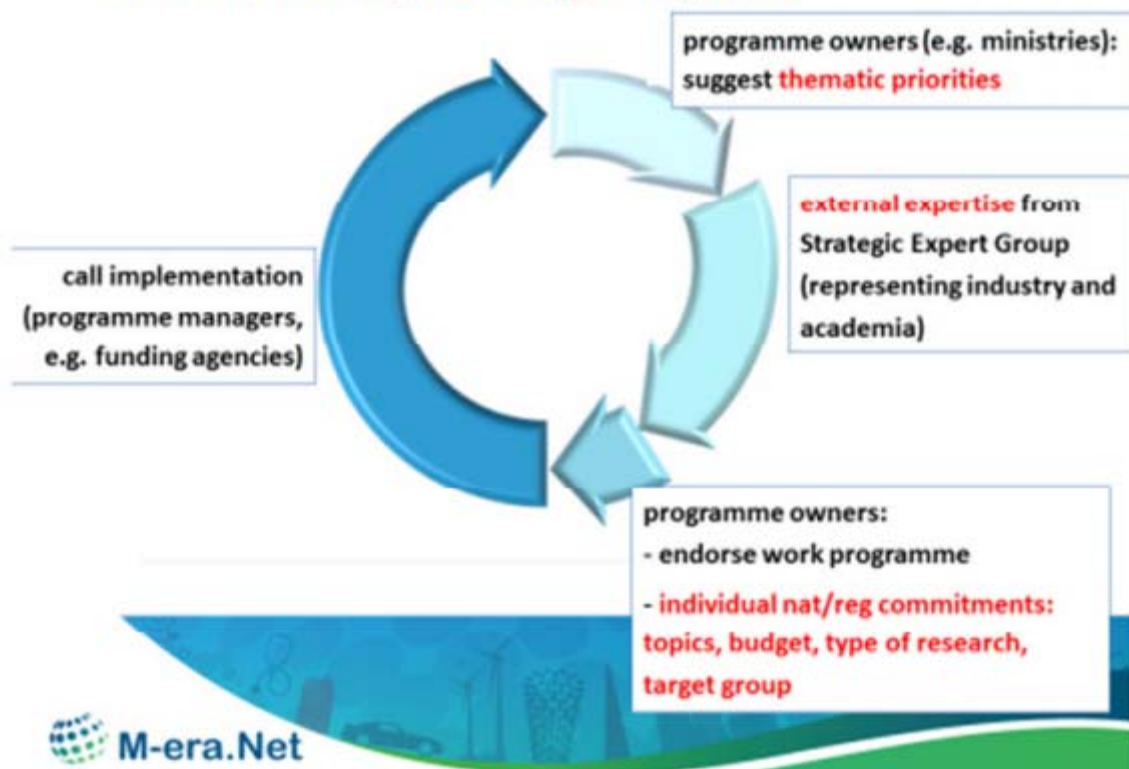 programme owners (e.g. ministries):
suggest thematic priorities
external expertise from
Strategic Expert Group
(representing industry and
academia)
call implementation
(programme managers,
e.g. funding agencies)
programme owners:
- endorse work programme
- individual nat/reg commitments:
topics, budget, type of research,
target group
M-era.Net